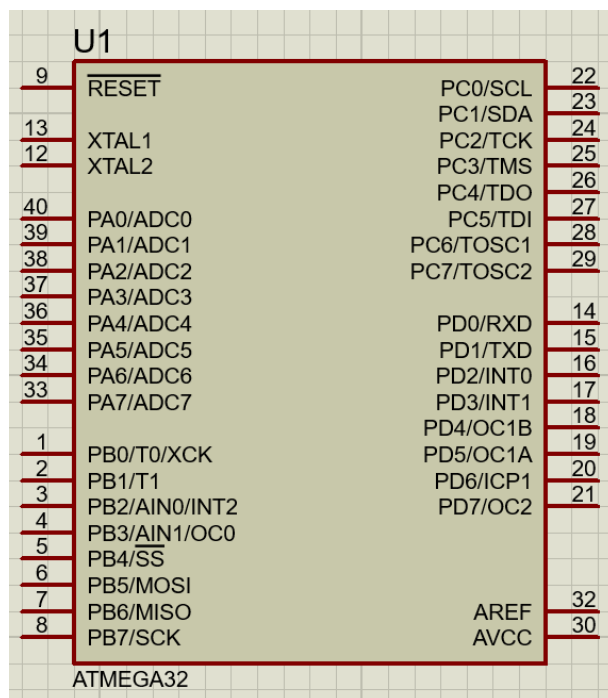 U1
9 RESET
13 XTAL1
12 XTAL2
40 PA0/ADC0
39 PA1/ADC1
38 PA2/ADC2
37 PA3/ADC3
36 PA4/ADC4
35 PA5/ADC5
34 PA6/ADC6
33 PA7/ADC7
1 PB0/T0/XCK
2 PB1/T1
3 PB2/AIN0/INT2
4 PB3/AIN1/OC0
5 PB4/SS
6 PB5/MOSI
7 PB6/MISO
8 PB7/SCK
PC0/SCL 22
PC1/SDA 23
PC2/TCK 24
PC3/TMS 25
PC4/TDO 26
PC5/TDI 27
PC6/TOSC1 28
PC7/TOSC2 29
PD0/RXD 14
PD1/TXD 15
PD2/INT0 16
PD3/INT1 17
PD4/OC1B 18
PD5/OC1A 19
PD6/ICP1 20
PD7/OC2 21
AREF 32
AVCC 30
ATMEGA32